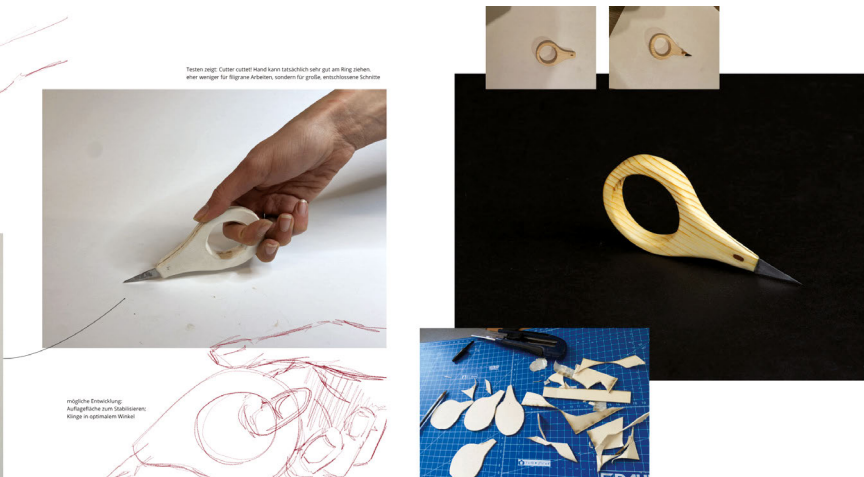 Testen zeigt: Cutter cuttet! Hand kann tatsächlich sehr gut am Ring ziehen.
eher weniger für filigrane Arbeiten, sondern für große, entschlossene Schnitte
mögliche Entwicklung:
Auflagefläche zum Stabilisieren;
Klinge in optimalem Winkel